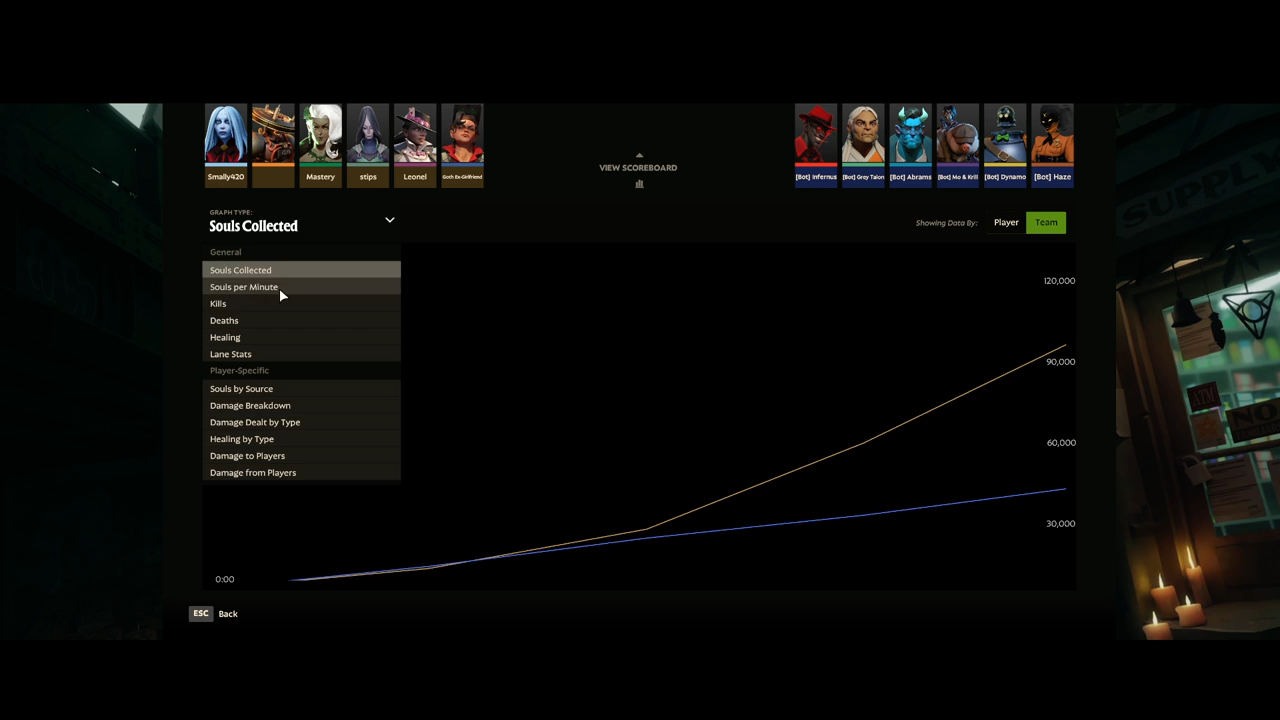 Smally420
Mastery
stips
Leonel
Goth Ex-Girlfriend
VIEW SCOREBOARD
[Bot] Infernus
[Bot] Grey Talon
[Bot] Abrams
[Bot] Mo & Krill
[Bot] Dynamo
[Bot] Haze
GRAPH TYPE:
Souls Collected
Showing Data By:
Player
Team
General
Souls Collected
Souls per Minute
Kills
Deaths
Healing
Lane Stats
Player-Specific
Souls by Source
Damage Breakdown
Damage Dealt by Type
Healing by Type
Damage to Players
Damage from Players
120,000
90,000
60,000
30,000
0:00
ESC Back
SUPPLY
ATM